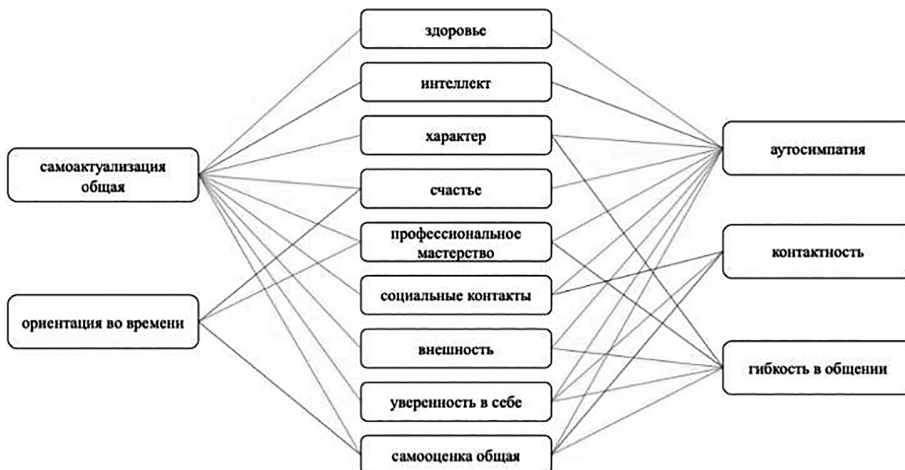 самоактуализация
общая
ориентация во времени
здоровье
интеллект
характер
счастье
профессиональное
мастерство
социальные контакты
внешность
уверенность в себе
самооценка общая
аутосимпатия
контактность
гибкость в общении